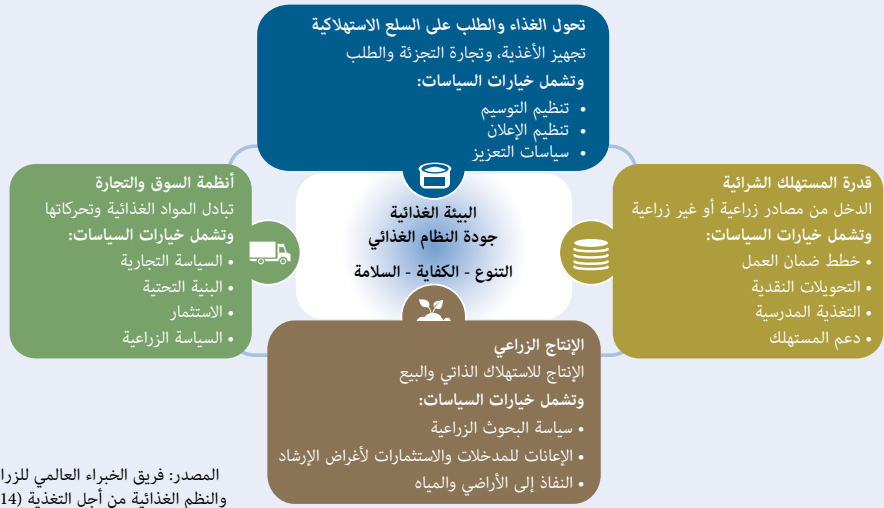 تحول الغذاء والطلب على السلع الاستهلاكية
تجهيز الأغذية، وتجارة التجزئة والطلب
وتشمل خيارات السياسات:
• تنظيم التوسيم
• تنظيم الإعلان
• سياسات التعزيز
قدرة المستهلك الشرائية
الدخل من مصادر زراعية أو غير زراعية
وتشمل خيارات السياسات:
• خطط ضمان العمل
• التحويلات النقدية
• التغذية المدرسية
• دعم المستهلك
البيئة الغذائية
جودة النظام الغذائي
التنوع - الكفاية - السلامة
أنظمة السوق والتجارة
تبادل المواد الغذائية وتحركاتها
وتشمل خيارات السياسات:
• السياسة التجارية
• البنية التحتية
• الاستثمار
• السياسة الزراعية
الإنتاج الزراعي
الإنتاج للاستهلاك الذاتي والبيع
وتشمل خيارات السياسات:
• سياسة البحوث الزراعية
• الإعانات للمدخلات والاستثمارات لأغراض الإرشاد
• النفاذ إلى الأراضي والمياه
المصدر: فريق الخبراء العالمي
والنظم الغذائية من أجل التغذية